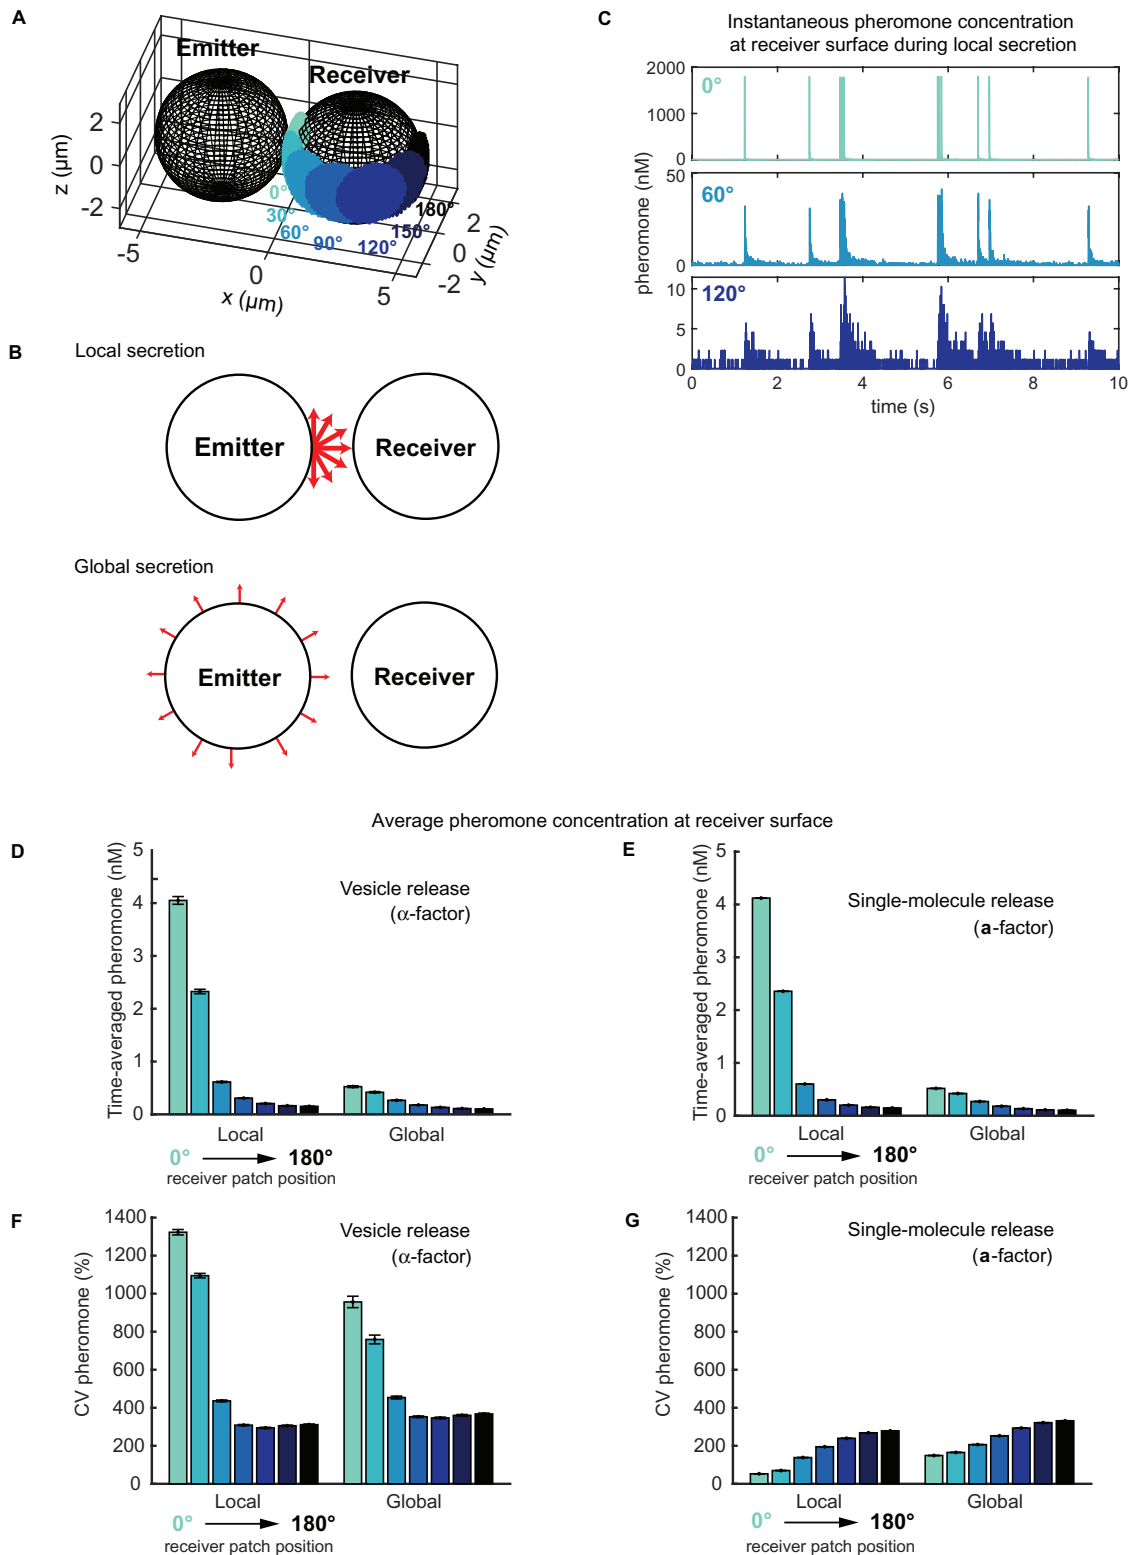 A
Emitter
Receiver
z (µm)
2
0
-2
-5
0
5
x (µm)
2
0
-2
y (µm)
0°
30°
60°
90°
120°
150°
180°
C
Instantaneous pheromone concentration
at receiver surface during local secretion
pheromone (nM)
2000
1000
0
0°
50
0
60°
10
5
0
120°
0 2 4 6 8 10
time (s)
B
Local secretion
Emitter
Receiver
Global secretion
Emitter
Receiver
Average pheromone concentration at receiver surface
D
Time-averaged pheromone (nM)
5
4
3
2
1
0
Vesicle release
(α-factor)
Local Global
0° 180°
receiver patch position
E
Time-averaged pheromone (nM)
5
4
3
2
1
0
Single-molecule release
(a-factor)
Local Global
0° 180°
receiver patch position
F
CV pheromone (%)
1400
1200
1000
800
600
400
200
0
Vesicle release
(α-factor)
Local Global
0° 180°
receiver patch position
G
CV pheromone (%)
1400
1200
1000
800
600
400
200
0
Single-molecule release
(a-factor)
Local Global
0° 180°
receiver patch position